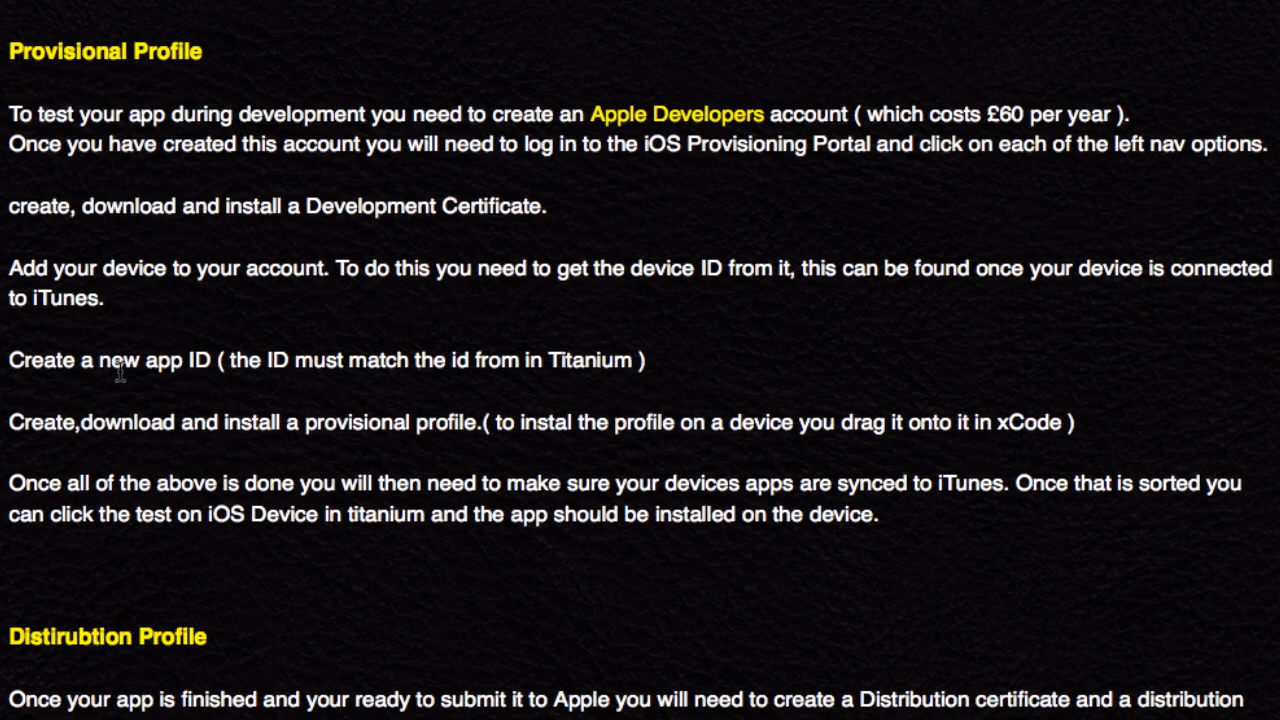 Provisional Profile
To test your app during development you need to create an Apple Developers account ( which costs £60 per year ).
Once you have created this account you will need to log in to the iOS Provisioning Portal and click on each of the left nav options.
create, download and install a Development Certificate.
Add your device to your account. To do this you need to get the device ID from it, this can be found once your device is connected
to iTunes.
Create a new app ID ( the ID must match the id from in Titanium )
Create,download and install a provisional profile.( to instal the profile on a device you drag it onto it in xCode )
Once all of the above is done you will then need to make sure your devices apps are synced to iTunes. Once that is sorted you
can click the test on iOS Device in titanium and the app should be installed on the device.
Distirubtion Profile
Once your app is finished and your ready to submit it to Apple you will need to create a Distribution certificate and a distribution